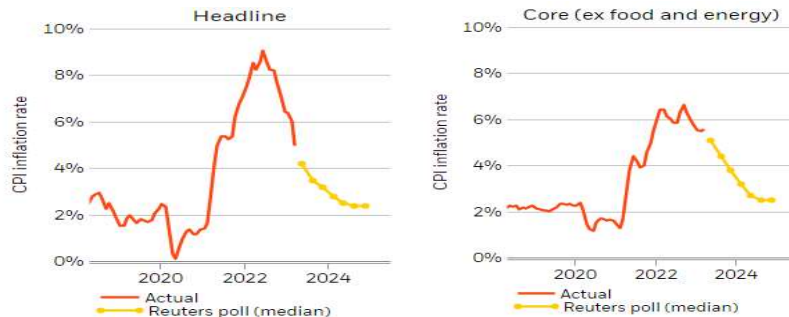 Headline
CPI inflation rate
10%
8%
6%
4%
2%
0%
2020 2022 2024
Actual
Reuters poll (median)
Core (ex food and energy)
CPI inflation rate
10%
8%
6%
4%
2%
0%
2020 2022 2024
Actual
Reuters poll (median)